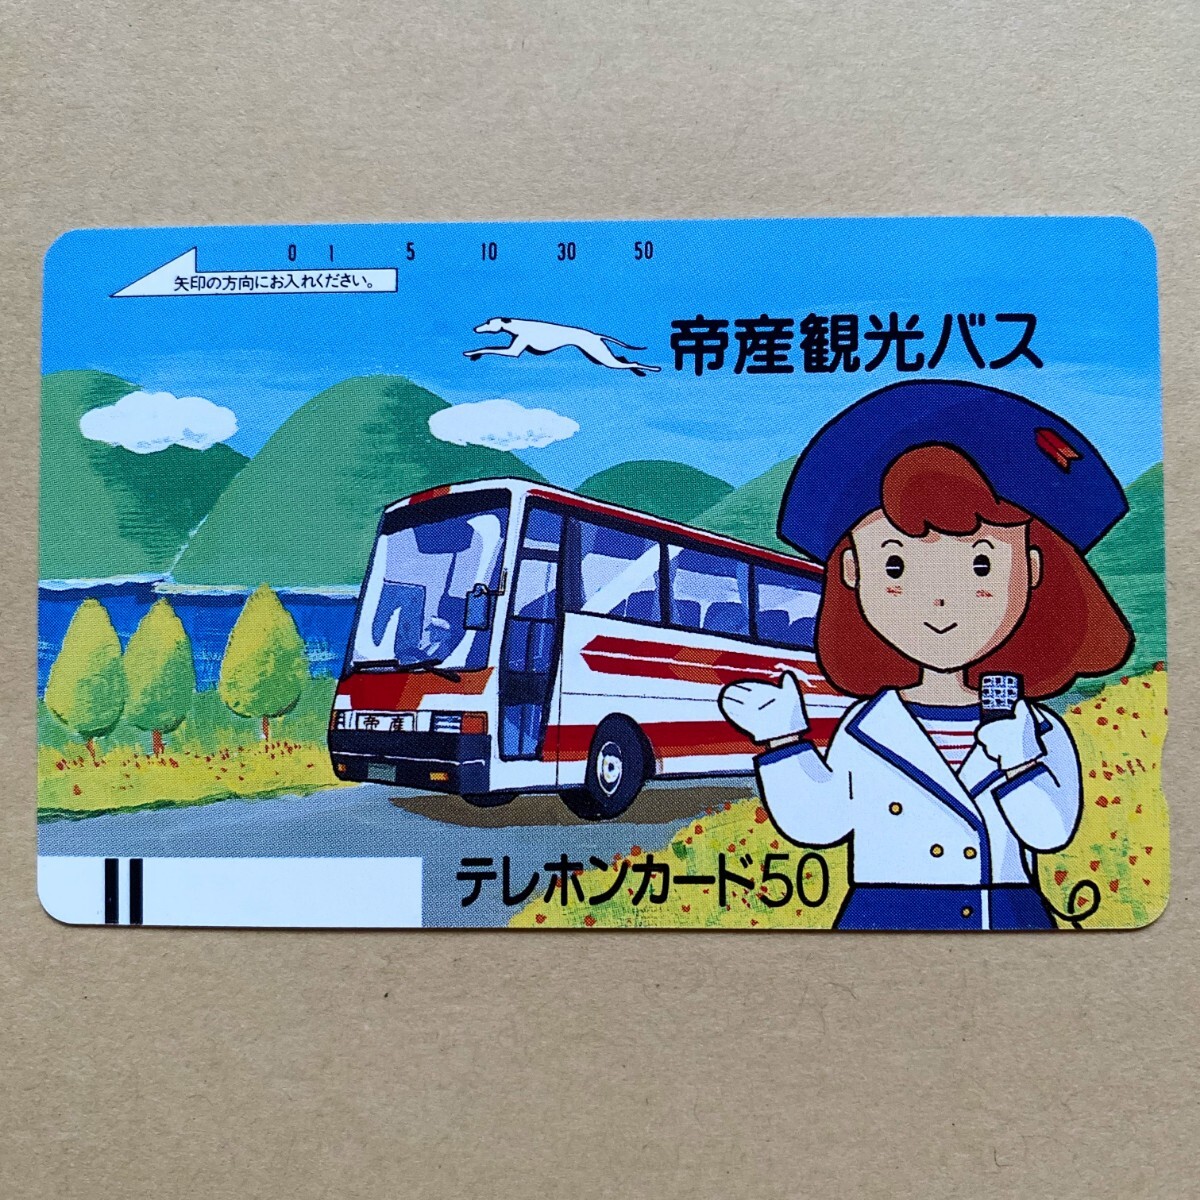 0 1 5 10 30 50
矢印の方向にお入れください。
帝産観光バス
帝産
テレホンカード50